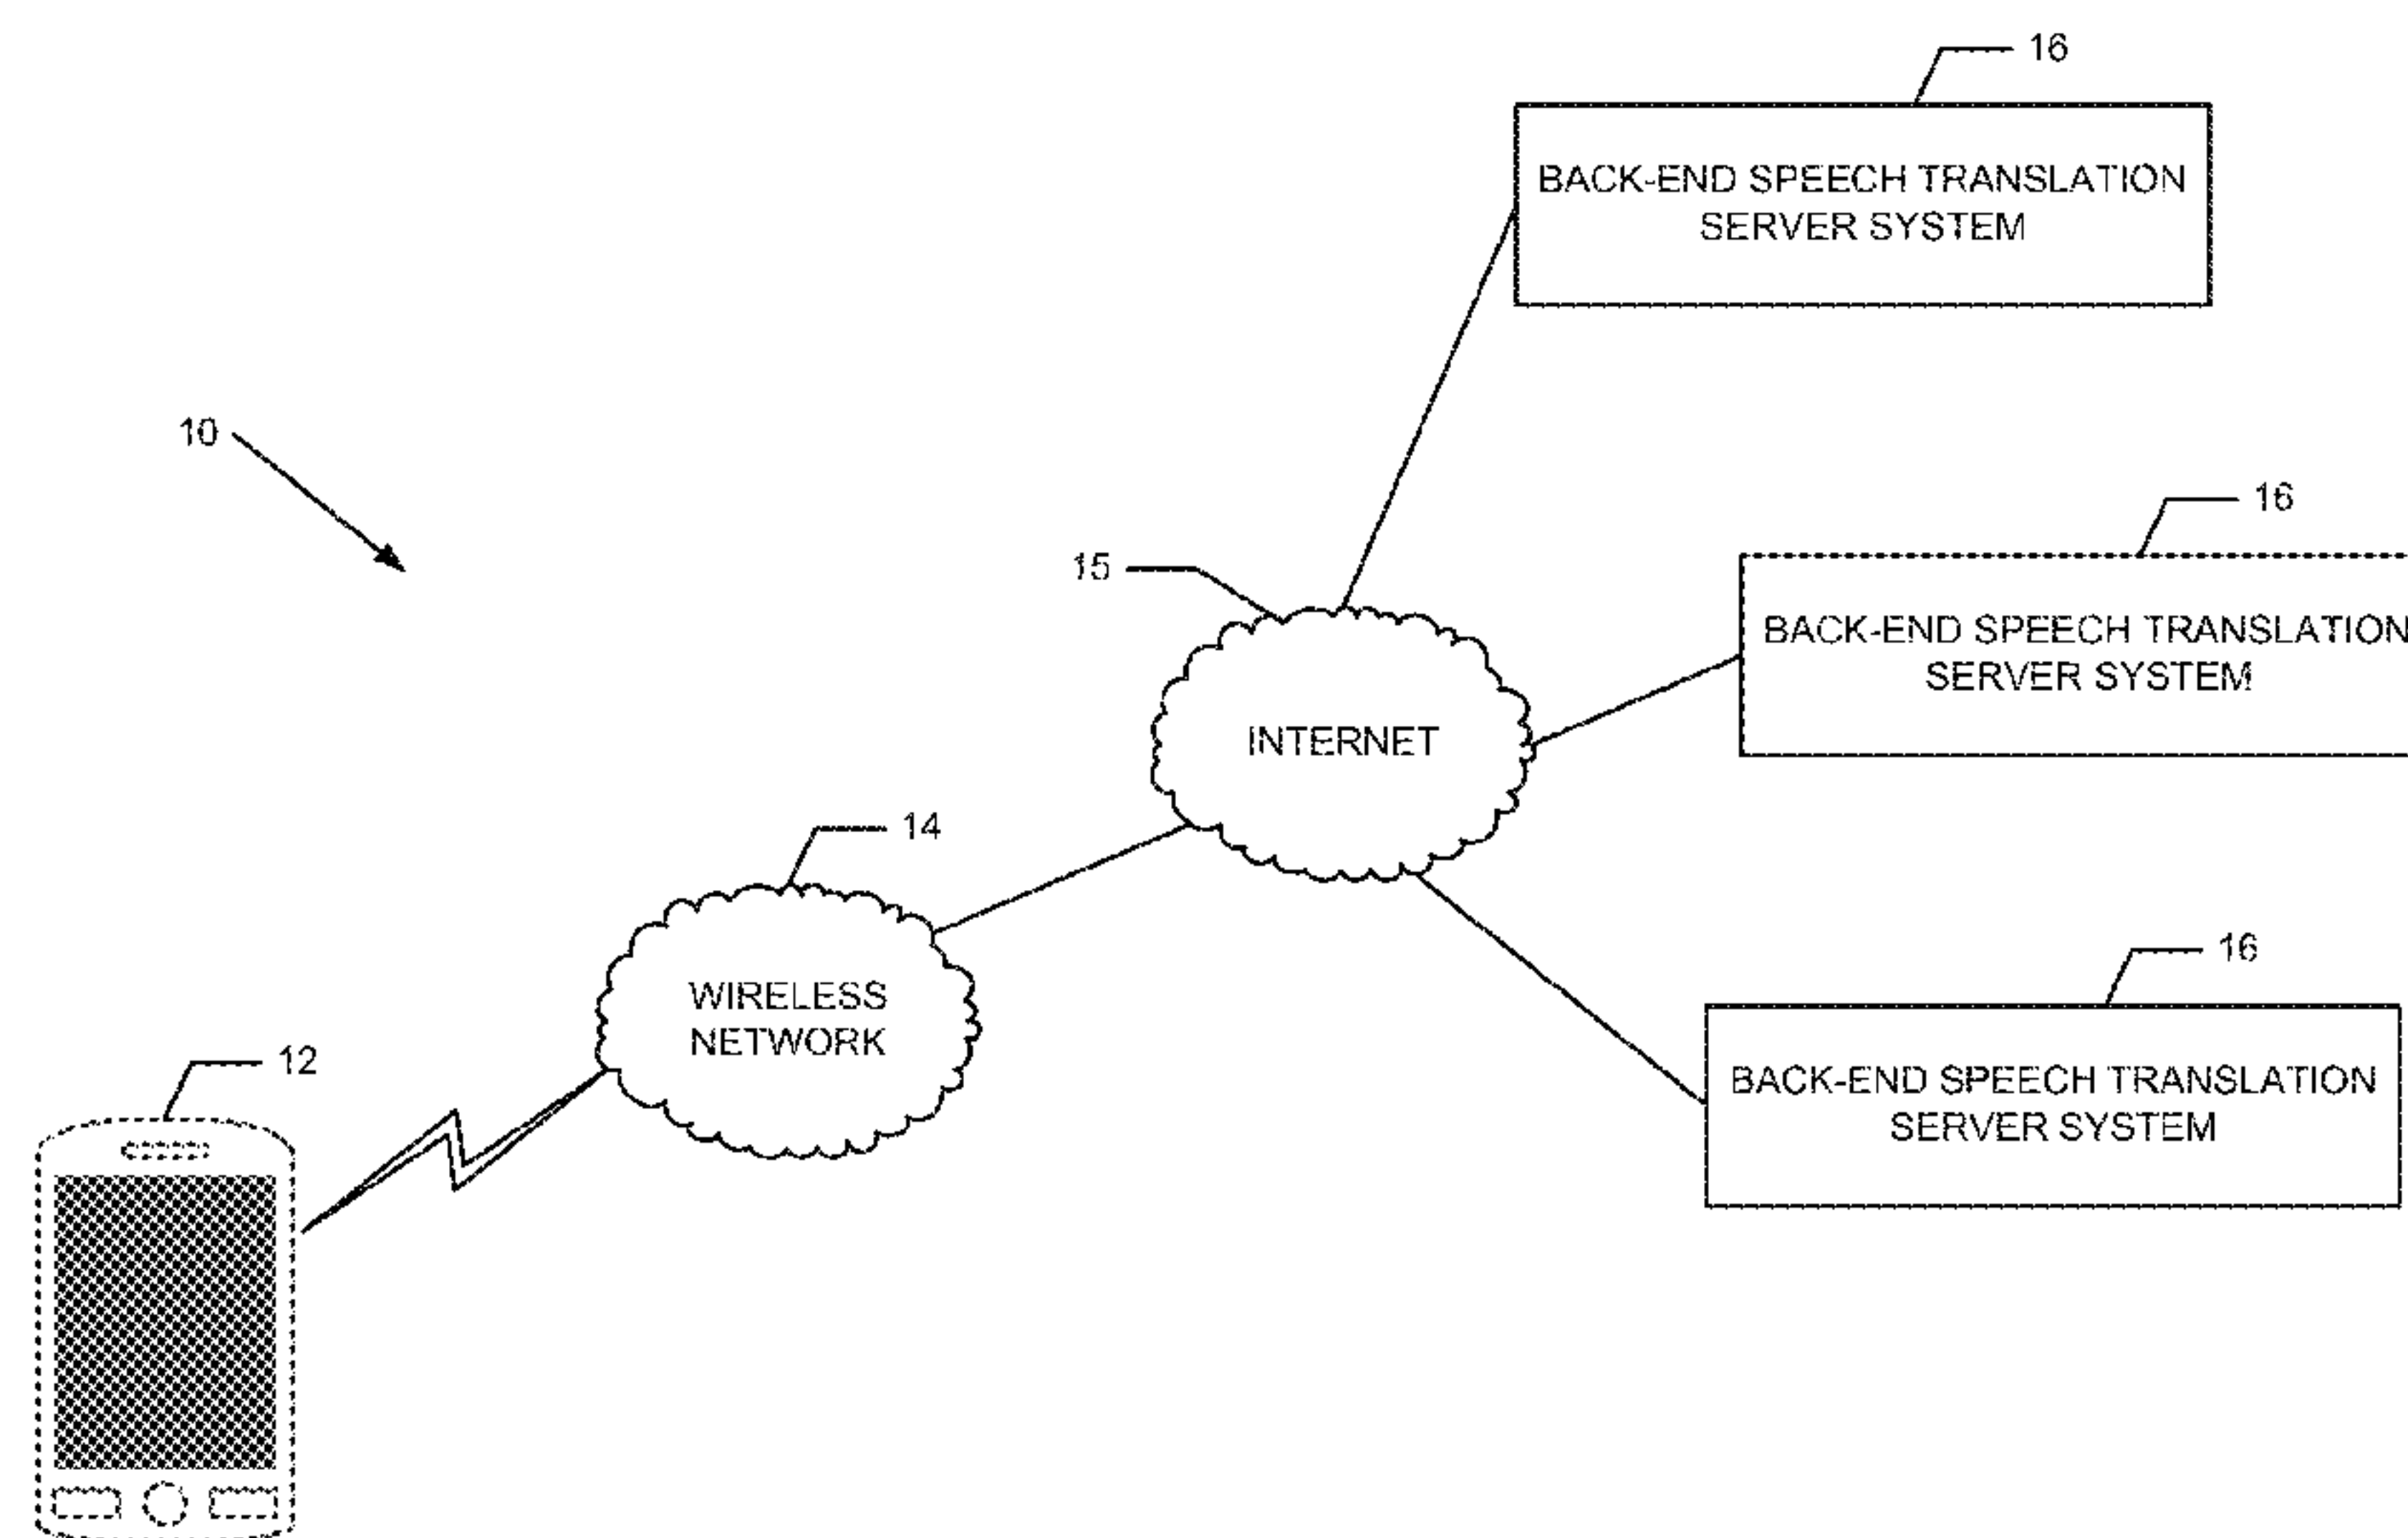 16
BACK-END SPEECH TRANSLATION
SERVER SYSTEM
10
16
15
BACK-END SPEECH TRANSLATION
SERVER SYSTEM
INTERNET
14
16
WIRELESS
NETWORK
12
BACK-END SPEECH TRANSLATION
SERVER SYSTEM